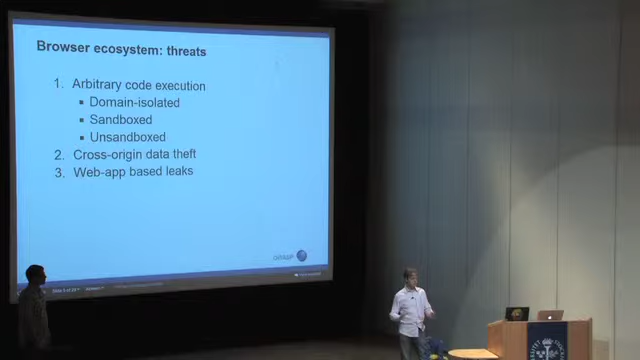 Browser ecosystem: threats
1. Arbitrary code execution
▪ Domain-isolated
▪ Sandboxed
▪ Unsandboxed
2. Cross-origin data theft
3. Web-app based leaks
OWASP